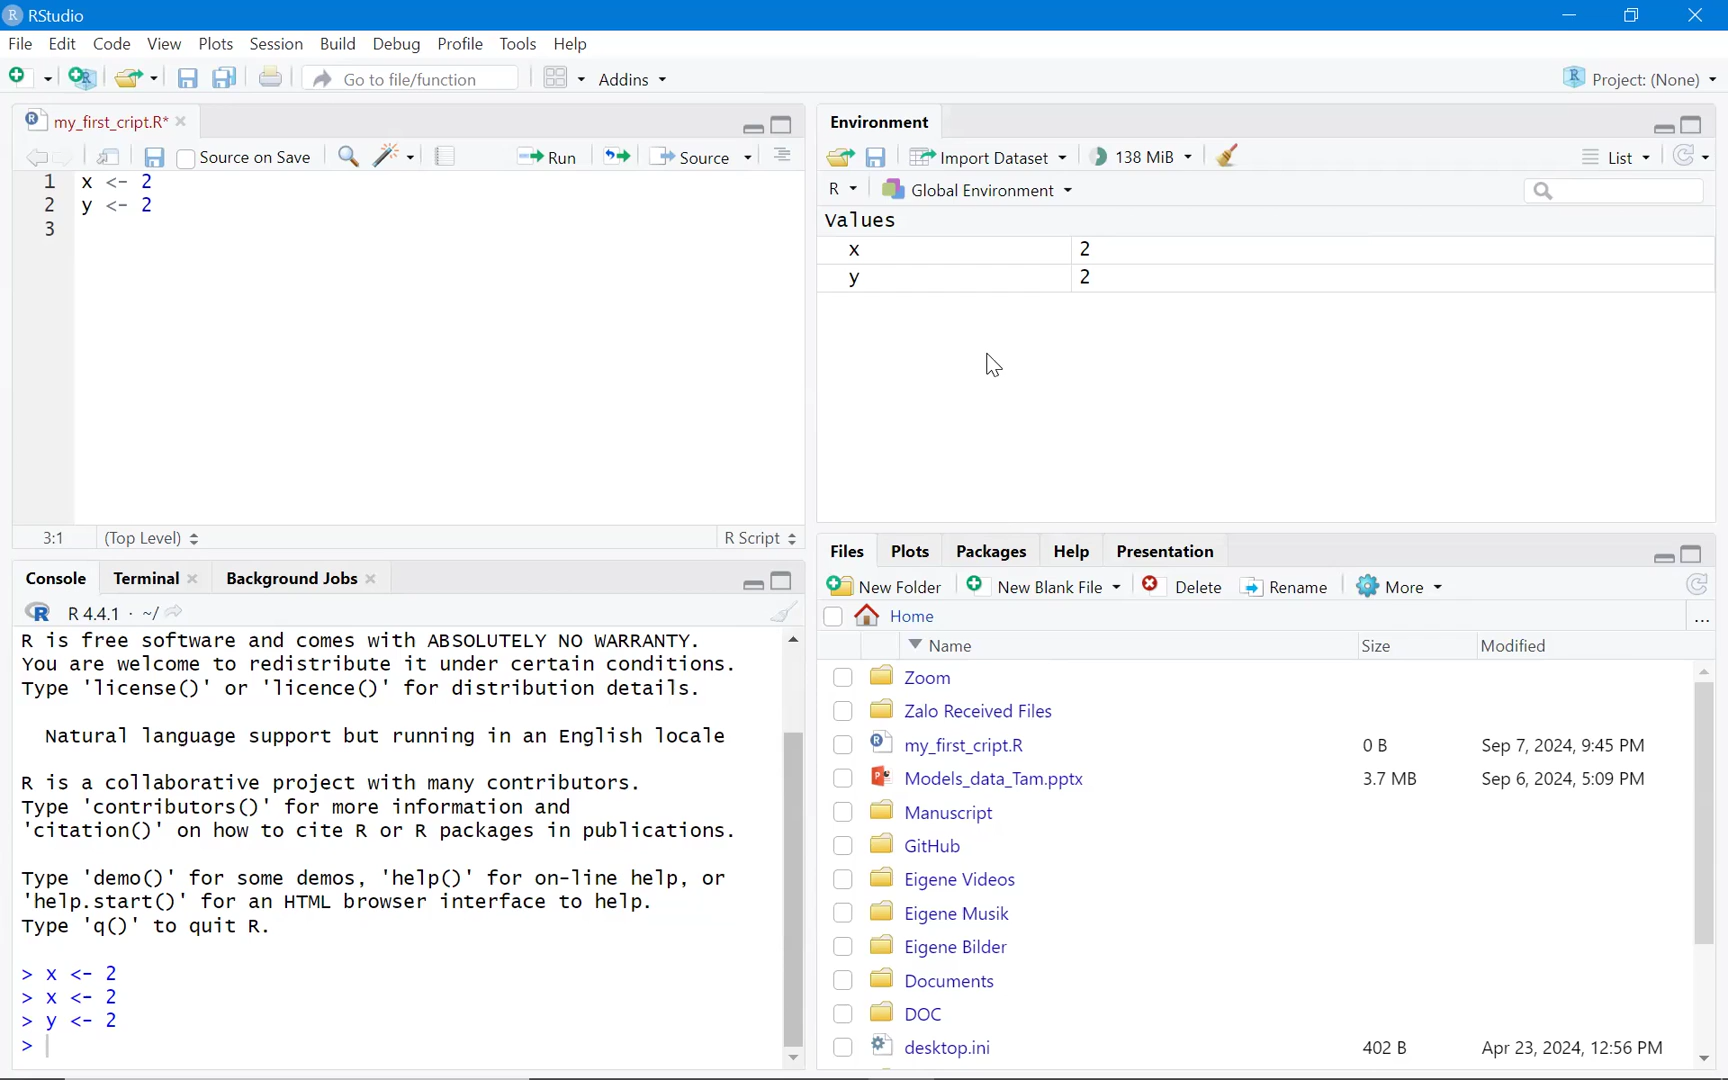 RStudio
File Edit Code View Plots Session Build Debug Profile Tools Help
Go to file/function Addins Project: (None)
my_first_cript.R*
Source on Save Run Source
1 x <- 2
2 y <- 2
3
3:1 (Top Level) R Script
Console Terminal Background Jobs
R 4.4.1 · ~/
R is free software and comes with ABSOLUTELY NO WARRANTY.
You are welcome to redistribute it under certain conditions.
Type 'license()' or 'licence()' for distribution details.
Natural language support but running in an English locale
R is a collaborative project with many contributors.
Type 'contributors()' for more information and
'citation()' on how to cite R or R packages in publications.
Type 'demo()' for some demos, 'help()' for on-line help, or
'help.start()' for an HTML browser interface to help.
Type 'q()' to quit R.
> x <- 2
> x <- 2
> y <- 2
>
Environment
Import Dataset 138 MiB List
R Global Environment
Values
x 2
y 2
Files Plots Packages Help Presentation
New Folder New Blank File Delete Rename More
Home ...
Name Size Modified
Zoom
Zalo Received Files
my_first_cript.R 0 B Sep 7, 2024, 9:45 PM
Models_data_Tam.pptx 3.7 MB Sep 6, 2024, 5:09 PM
Manuscript
GitHub
Eigene Videos
Eigene Musik
Eigene Bilder
Documents
DOC
desktop.ini 402 B Apr 23, 2024, 12:56 PM